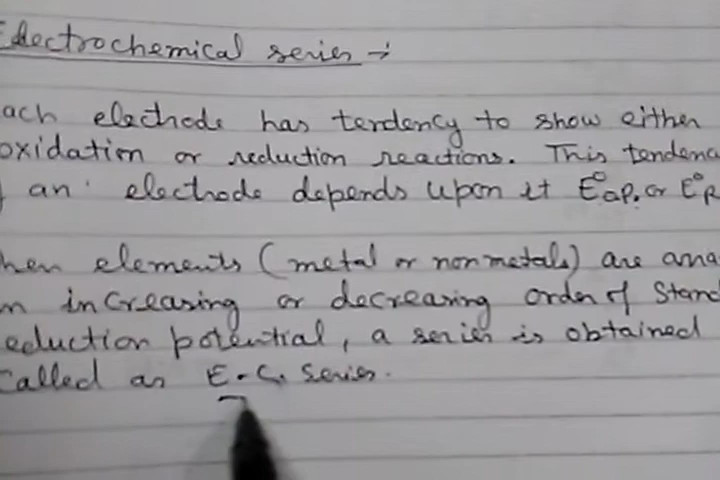 Electrochemical series →
ach electrode has tendency to show either
oxidation or reduction reactions. This tendenc
an electrode depends upon it E°OP. or E°R
hen elements (metal or nonmetals) are arra
n increasing or decreasing order of Stand
eduction potential, a series is obtained
called as E.C. Series.